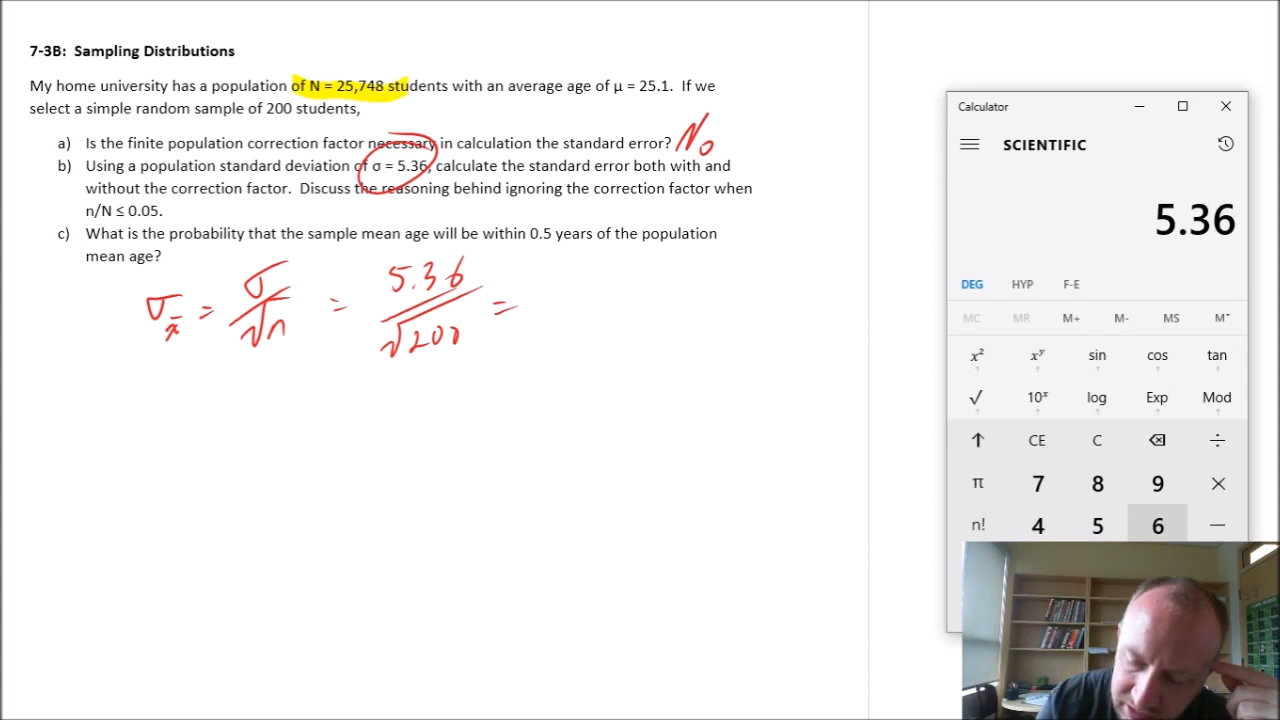 7-3B: Sampling Distributions
My home university has a population of N = 25,748 students with an average age of μ = 25.1. If we
select a simple random sample of 200 students,
a) Is the finite population correction factor necessary in calculation the standard error? No
b) Using a population standard deviation of σ = 5.36, calculate the standard error both with and
without the correction factor. Discuss the reasoning behind ignoring the correction factor when
n/N ≤ 0.05.
c) What is the probability that the sample mean age will be within 0.5 years of the population
mean age?
σx̄ = σ/√n = 5.36/√200 =
Calculator
SCIENTIFIC
5.36
DEG HYP F-E
MC MR M+ M- MS M˅
x² xʸ sin cos tan
√ 10ˣ log Exp Mod
↑ CE C ⌫ ÷
π 7 8 9 ×
n! 4 5 6 −